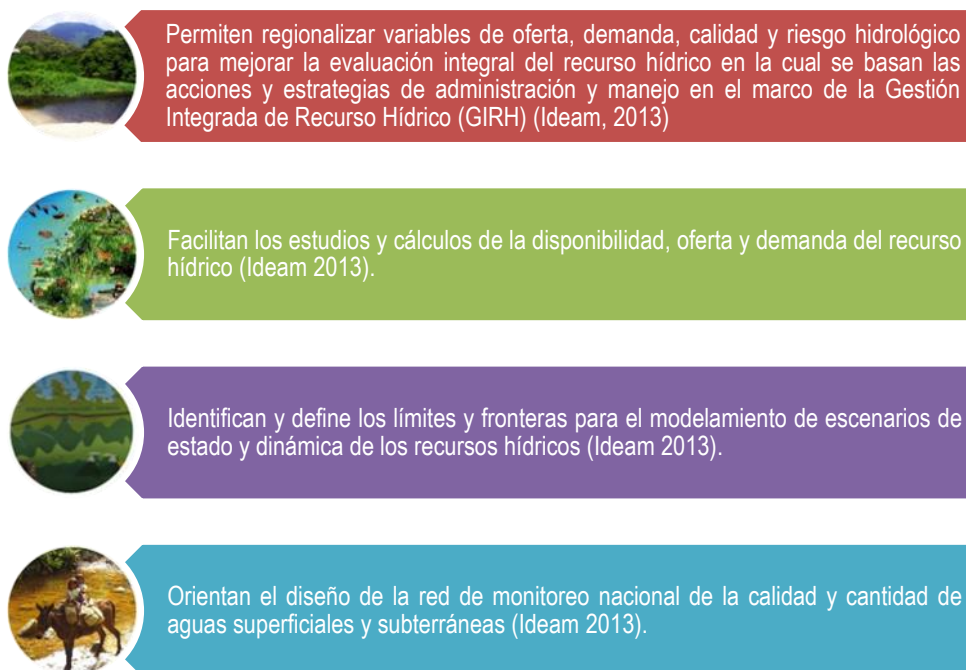 Permiten regionalizar variables de oferta, demanda, calidad y riesgo hidrológico
para mejorar la evaluación integral del recurso hídrico en la cual se basan las
acciones y estrategias de administración y manejo en el marco de la Gestión
Integrada de Recurso Hídrico (GIRH) (Ideam, 2013)
Facilitan los estudios y cálculos de la disponibilidad, oferta y demanda del recurso
hídrico (Ideam 2013).
Identifican y define los límites y fronteras para el modelamiento de escenarios de
estado y dinámica de los recursos hídricos (Ideam 2013).
Orientan el diseño de la red de monitoreo nacional de la calidad y cantidad de
aguas superficiales y subterráneas (Ideam 2013).